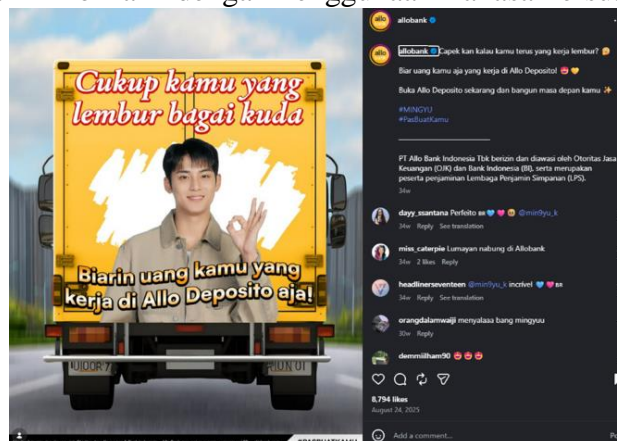 allobank
Cukup kamu yang
lembur bagai kuda
Biarin uang kamu yang
kerja di Allo Deposito aja!
allo
allobank Capek kan kalau kamu terus yang kerja lembur?
Biar uang kamu aja yang kerja di Allo Deposito!
Buka Allo Deposito sekarang dan bangun masa depan kamu
#MINGYU
#PasBuatKamu
PT Allo Bank Indonesia Tbk berizin dan diawasi oleh Otoritas Jasa
Keuangan (OJK) dan Bank Indonesia (BI), serta merupakan
peserta penjaminan Lembaga Penjamin Simpanan (LPS).
34w
dayy_ssantana Perfeito @min9yu_k
34w Reply See translation
miss_caterpie Lumayan nabung di Allobank
34w 2 likes Reply
headlinerseventeen @min9yu_k incrível
34w Reply See translation
orangdalamwaiji menyalaaa bang mingyuu
30w Reply
demmiilham90
8,794 likes
August 24, 2025
Add a comment...